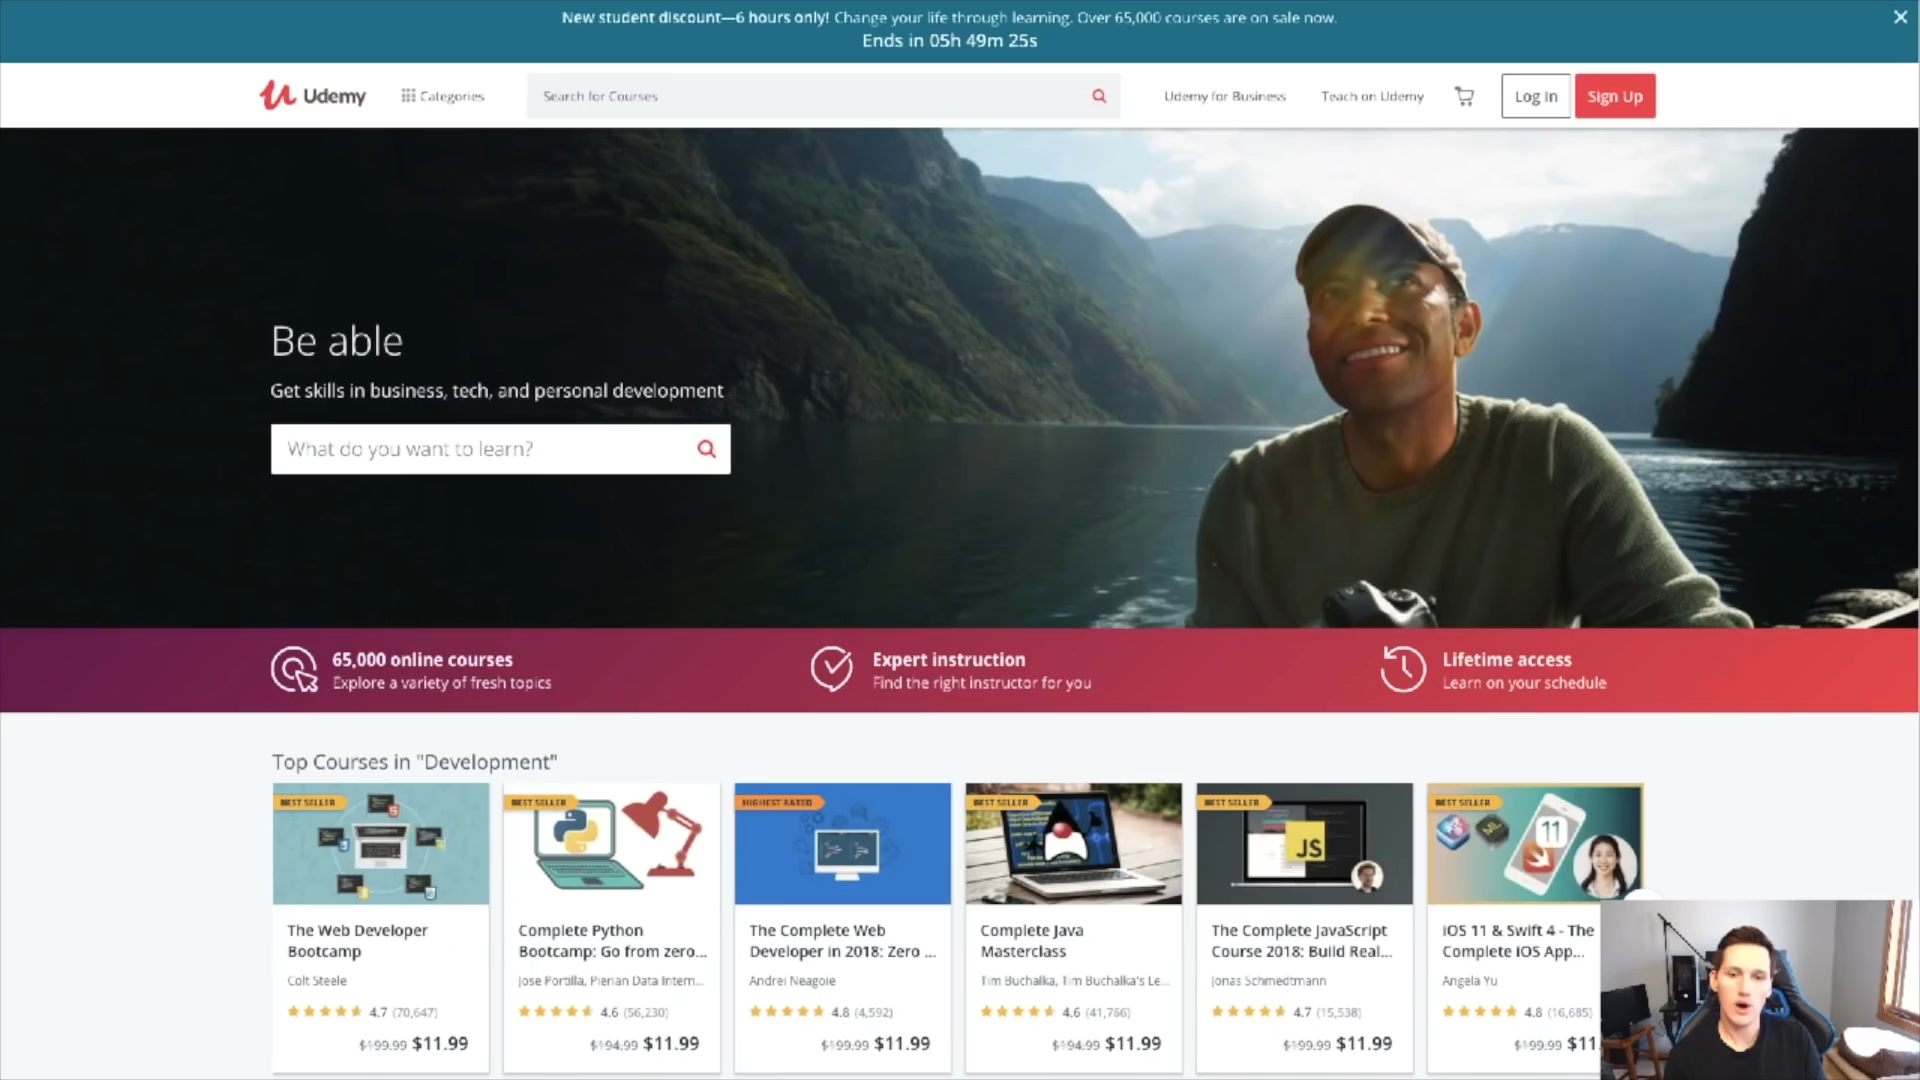 New student discount—6 hours only! Change your life through learning. Over 65,000 courses are on sale now.
Ends in 05h 49m 25s
Udemy
Categories
Search for Courses
Udemy for Business
Teach on Udemy
Log In
Sign Up
Be able
Get skills in business, tech, and personal development
What do you want to learn?
65,000 online courses
Explore a variety of fresh topics
Expert instruction
Find the right instructor for you
Lifetime access
Learn on your schedule
Top Courses in "Development"
BEST SELLER
The Web Developer
Bootcamp
Colt Steele
4.7 (70,647)
$199.99 $11.99
BEST SELLER
Complete Python
Bootcamp: Go from zero...
Jose Portilla, Pierian Data Intern...
4.6 (56,230)
$194.99 $11.99
HIGHEST RATED
The Complete Web
Developer in 2018: Zero ...
Andrei Neagoie
4.8 (4,592)
$199.99 $11.99
BEST SELLER
Complete Java
Masterclass
Tim Buchalka, Tim Buchalka's Le...
4.6 (41,766)
$194.99 $11.99
BEST SELLER
JS
The Complete JavaScript
Course 2018: Build Real...
Jonas Schmedtmann
4.7 (15,538)
$199.99 $11.99
BEST SELLER
ML
11
iOS 11 & Swift 4 - The
Complete iOS App...
Angela Yu
4.8 (16,685)
$199.99 $11